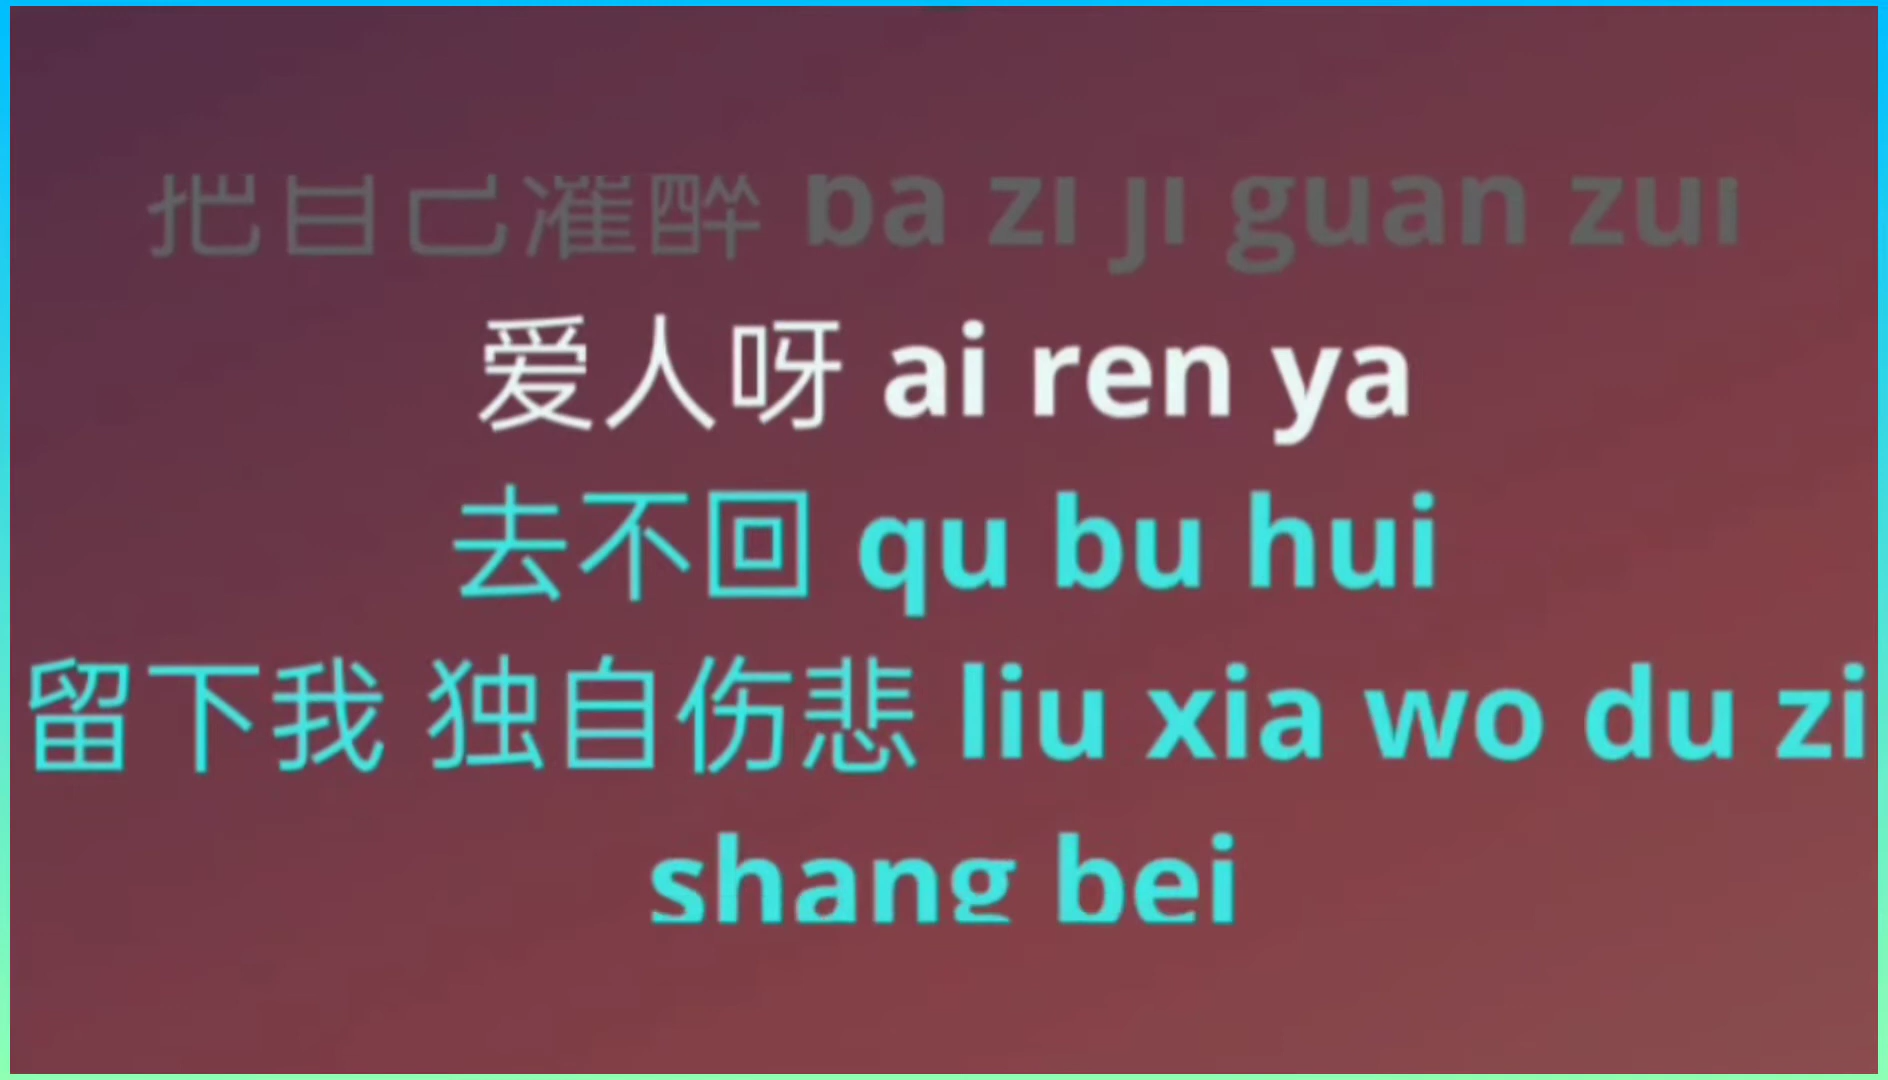 把自己灌醉 ba zi ji guan zui
爱人呀 ai ren ya
去不回 qu bu hui
留下我 独自伤悲 liu xia wo du zi
shang bei